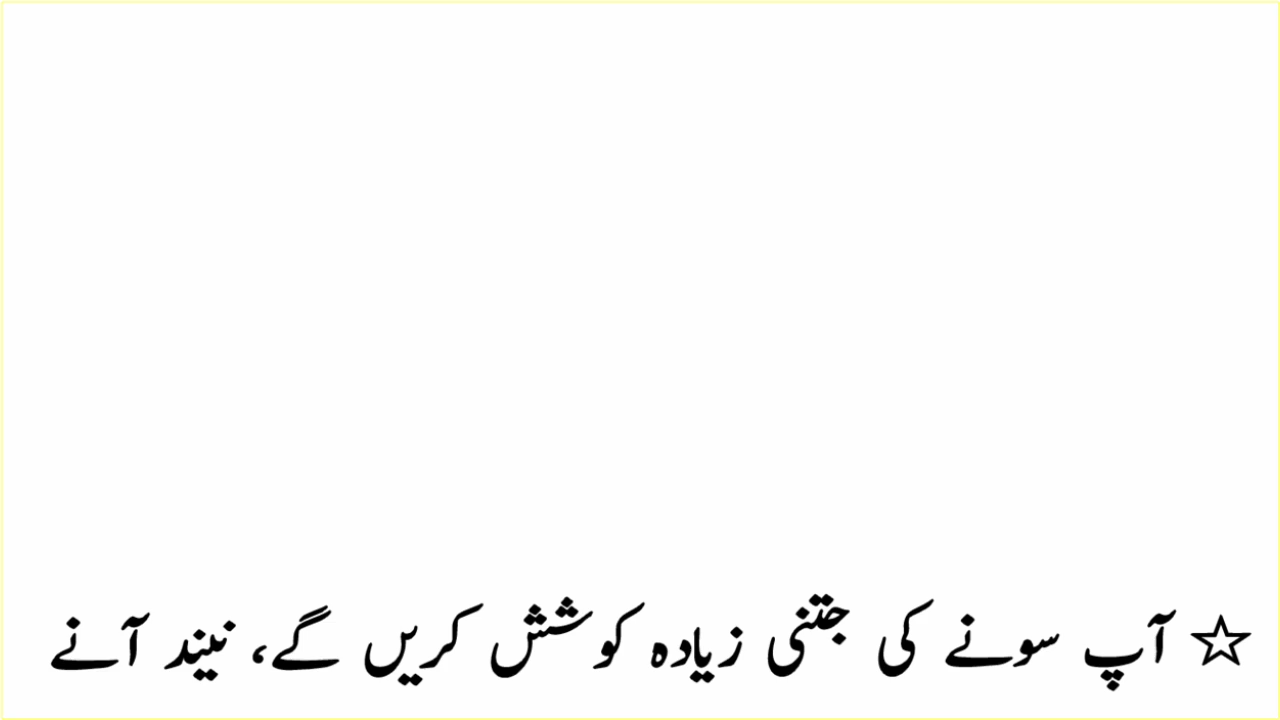 ☆ آپ سونے کی جتنی زیادہ کوشش کریں گے، نیند آنے